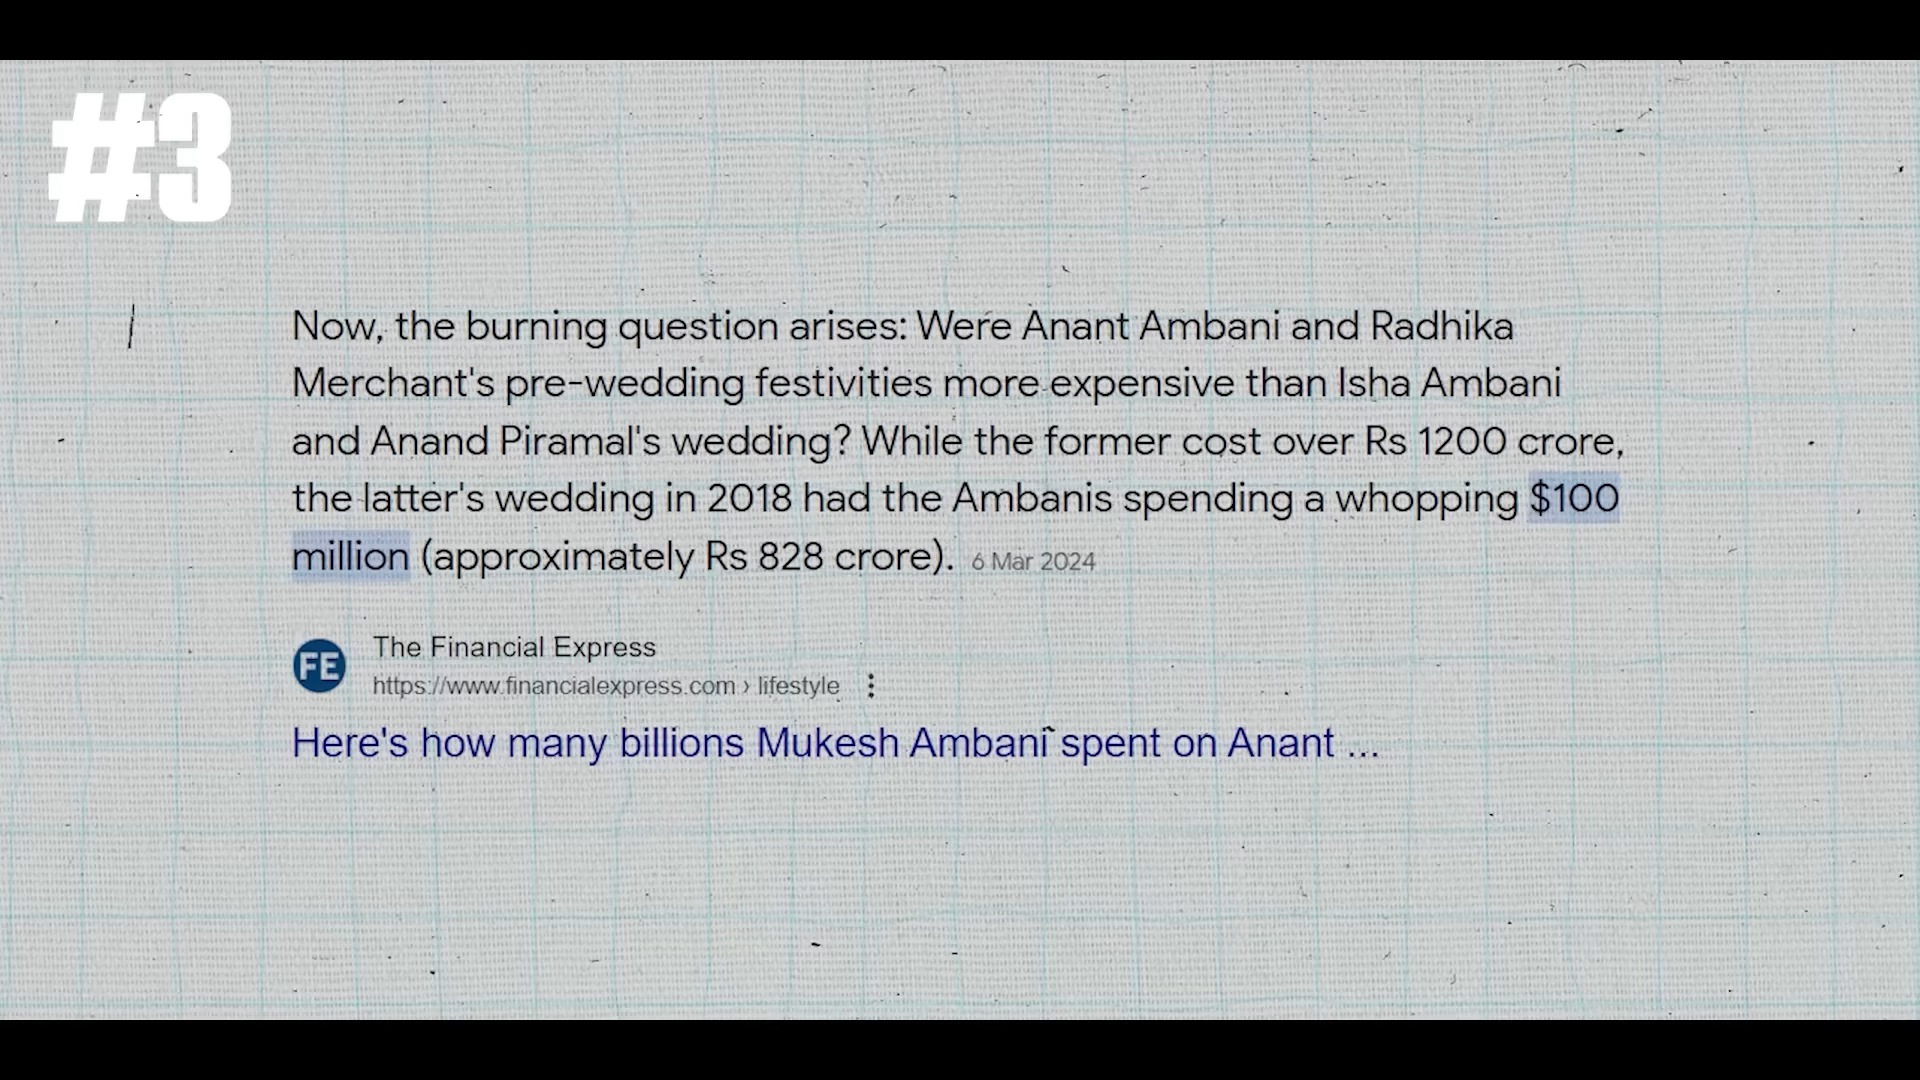 #3
Now, the burning question arises: Were Anant Ambani and Radhika
Merchant's pre-wedding festivities more expensive than Isha Ambani
and Anand Piramal's wedding? While the former cost over Rs 1200 crore,
the latter's wedding in 2018 had the Ambanis spending a whopping $100
million (approximately Rs 828 crore). 6 Mar 2024
FE
The Financial Express
https://www.financialexpress.com › lifestyle
Here's how many billions Mukesh Ambani spent on Anant ...